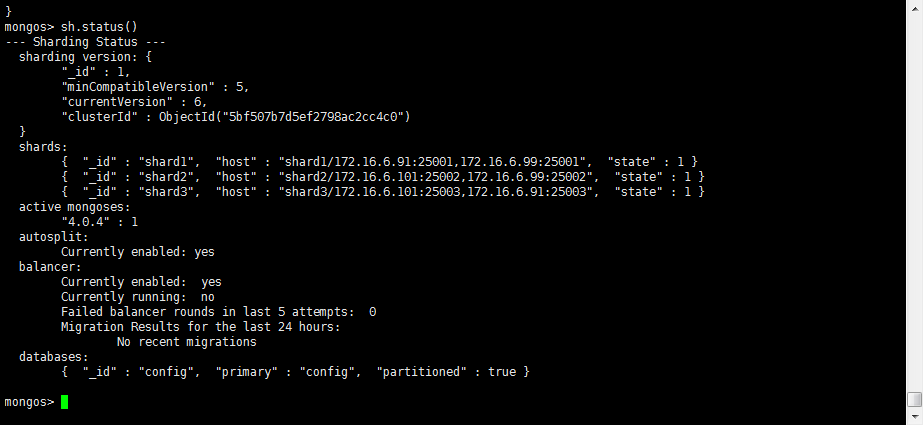 }
mongos> sh.status()
--- Sharding Status ---
  sharding version: {
        "_id" : 1,
        "minCompatibleVersion" : 5,
        "currentVersion" : 6,
        "clusterId" : ObjectId("5bf507b7d5ef2798ac2cc4c0")
  }
  shards:
        {  "_id" : "shard1",  "host" : "shard1/172.16.6.91:25001,172.16.6.99:25001",  "state" : 1 }
        {  "_id" : "shard2",  "host" : "shard2/172.16.6.101:25002,172.16.6.99:25002",  "state" : 1 }
        {  "_id" : "shard3",  "host" : "shard3/172.16.6.101:25003,172.16.6.91:25003",  "state" : 1 }
  active mongoses:
        "4.0.4" : 1
  autosplit:
        Currently enabled: yes
  balancer:
        Currently enabled:  yes
        Currently running:  no
        Failed balancer rounds in last 5 attempts:  0
        Migration Results for the last 24 hours:
                No recent migrations
  databases:
        {  "_id" : "config",  "primary" : "config",  "partitioned" : true }
mongos>